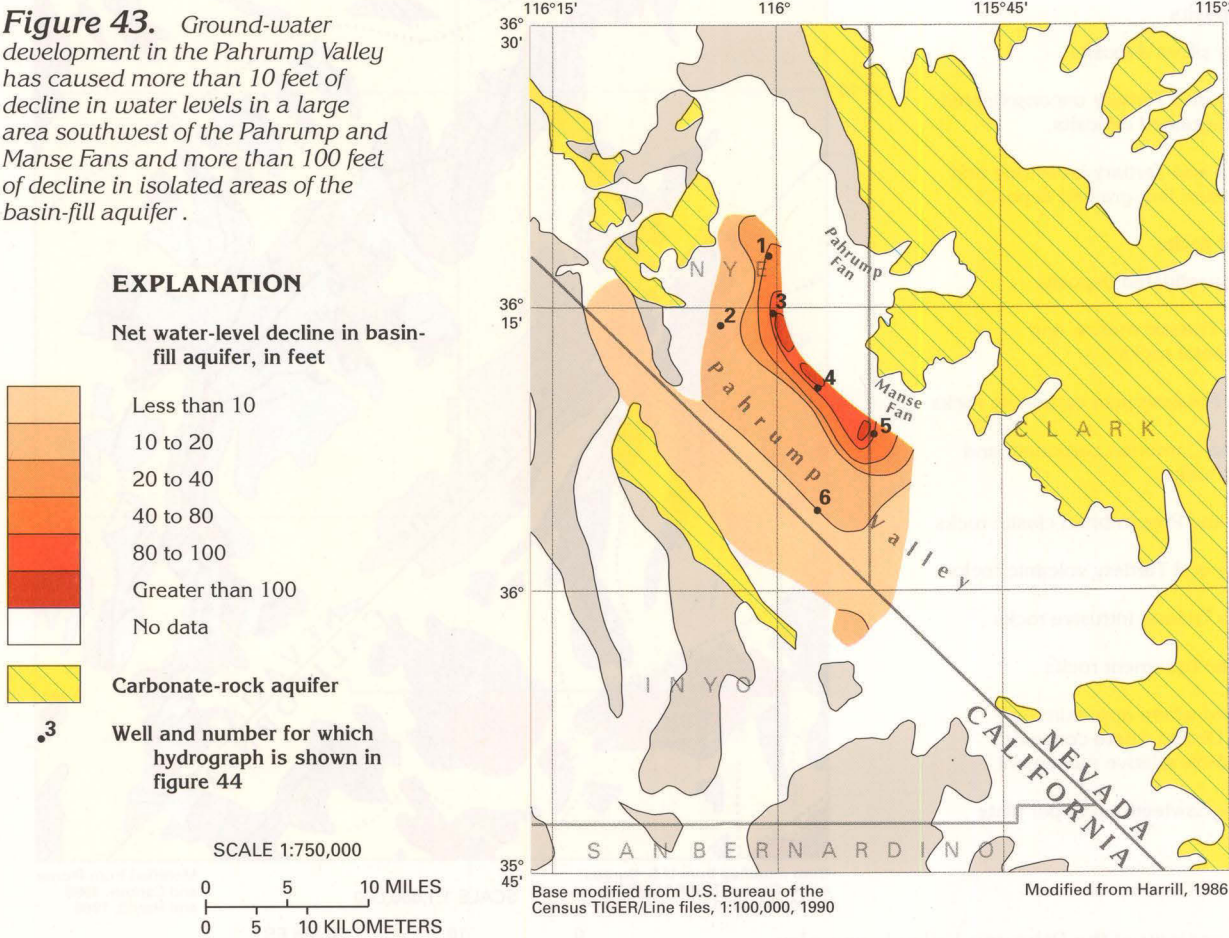 Figure 43. Ground-water
development in the Pahrump Valley
has caused more than 10 feet of
decline in water levels in a large
area southwest of the Pahrump and
Manse Fans and more than 100 feet
of decline in isolated areas of the
basin-fill aquifer .
EXPLANATION
Net water-level decline in basin-
fill aquifer, in feet
Less than 10
10 to 20
20 to 40
40 to 80
80 to 100
Greater than 100
No data
Carbonate-rock aquifer
3
Well and number for which
hydrograph is shown in
figure 44
SCALE 1:750,000
0 5 10 MILES
0 5 10 KILOMETERS
116°15' 116° 115°45'
36°
30'
36°
15'
36°
35°
45'
Pahrump
Fan
NYE
1
2
3
4
5
6
Manse
Fan
CLARK
Pahrump
Valley
INYO
NEVADA
CALIFORNIA
SAN BERNARDINO
Base modified from U.S. Bureau of the
Census TIGER/Line files, 1:100,000, 1990
Modified from Harrill, 1986